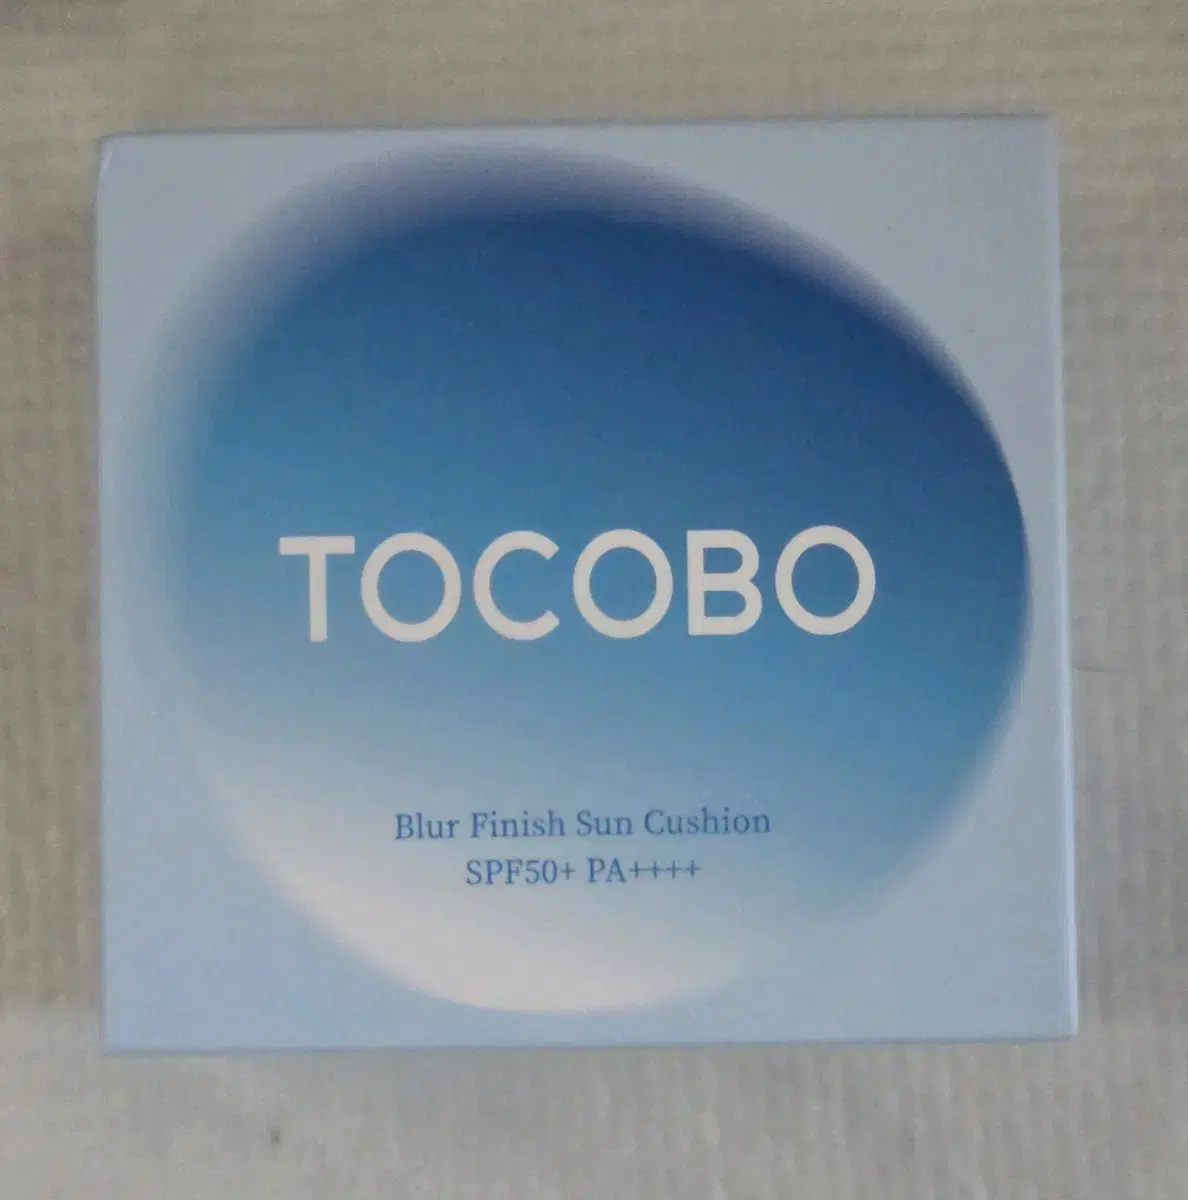 TOCOBO
Blur Finish Sun Cushion
SPF50+ PA++++